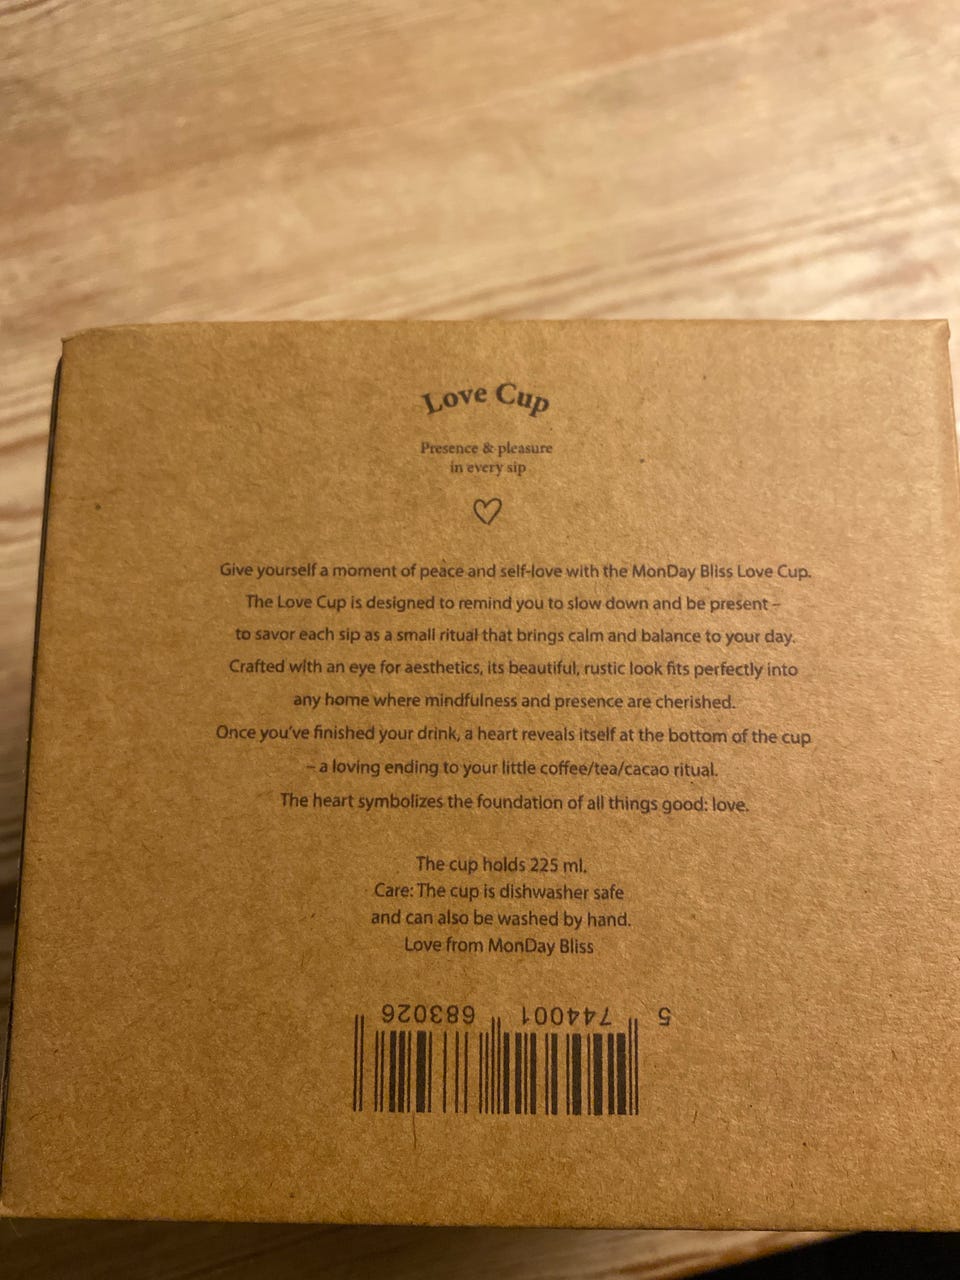 Love Cup
Presence & pleasure
in every sip
Give yourself a moment of peace and self-love with the MonDay Bliss Love Cup.
The Love Cup is designed to remind you to slow down and be present –
to savor each sip as a small ritual that brings calm and balance to your day.
Crafted with an eye for aesthetics, its beautiful, rustic look fits perfectly into
any home where mindfulness and presence are cherished.
Once you've finished your drink, a heart reveals itself at the bottom of the cup
– a loving ending to your little coffee/tea/cacao ritual.
The heart symbolizes the foundation of all things good: love.
The cup holds 225 ml.
Care: The cup is dishwasher safe
and can also be washed by hand.
Love from MonDay Bliss
5 744001 683026